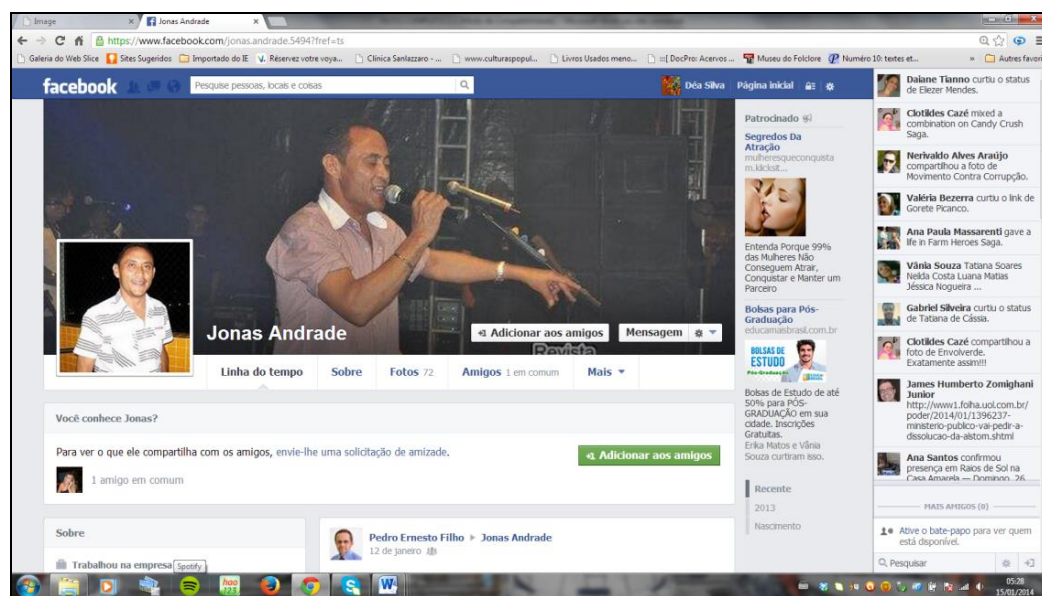 Image
Jonas Andrade
https://www.facebook.com/jonas.andrade.5494?fref=ts
Galeria do Web Slice
Sites Sugeridos
Importado do IE
Réservez votre voya...
Clínica Sanlazzaro - ...
www.culturaspopul...
Livros Usados meno...
[ DocPro: Acervos ...
Museu do Folclore
Número 10: textes et...
»
Outros favori
facebook
Pesquise pessoas, locais e coisas
Déa Silva
Página inicial
Jonas Andrade
+1 Adicionar aos amigos
Mensagem
Revista
Linha do tempo
Sobre
Fotos 72
Amigos 1 em comum
Mais
Você conhece Jonas?
Para ver o que ele compartilha com os amigos, envie-lhe uma solicitação de amizade.
+1 Adicionar aos amigos
1 amigo em comum
Sobre
Trabalhou na empresa
Spotify
Pedro Ernesto Filho ▸ Jonas Andrade
12 de janeiro
Patrocinado
Segredos Da
Atração
mulheresqueconquista
m.klicksit...
Entenda Porque 99%
das Mulheres Não
Conseguem Atrair,
Conquistar e Manter um
Parceiro
Bolsas para Pós-
Graduação
educamaisbrasil.com.br
BOLSAS DE
ESTUDO
Pós-Graduação
Bolsas de Estudo de até
50% para PÓS-
GRADUAÇÃO em sua
cidade. Inscrições
Gratuitas.
Erika Matos e Vânia
Souza curtiram isso.
Recente
2013
Nascimento
Daiane Tianno curtiu o status
de Eliezer Mendes.
Clotildes Cazé mixed a
combination on Candy Crush
Saga.
Nerivaldo Alves Araújo
compartilhou a foto de
Movimento Contra Corrupção.
Valéria Bezerra curtiu o link de
Gorete Picanco.
Ana Paula Massarenti gave a
life in Farm Heroes Saga.
Vânia Souza Tatiana Soares
Neilda Costa Luana Matias
Jéssica Nogueira ...
Gabriel Silveira curtiu o status
de Tatiana de Cássia.
Clotildes Cazé compartilhou a
foto de Envolverde.
Exatamente assim!!!
James Humberto Zomighani
Junior
http://www1.folha.uol.com.br/
poder/2014/01/1396237-
ministerio-publico-vai-pedir-a-
dissolucao-da-alstom.shtml
Ana Santos confirmou
presença em Raios de Sol na
Casa Amarela — Domingo, 26
MAIS AMIGOS (0)
Ative o bate-papo para ver quem
está disponível.
Pesquisar
hao
123
05:28
15/01/2014